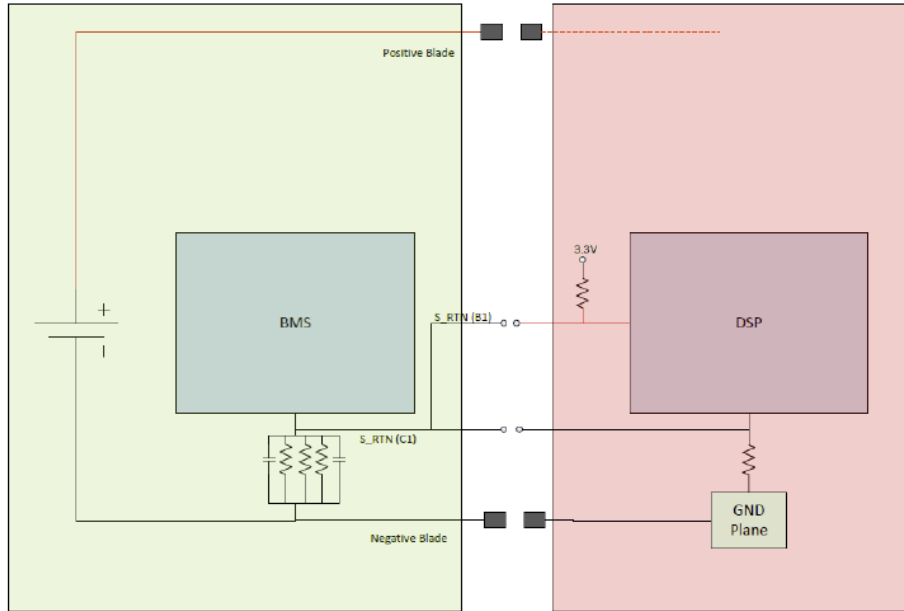 Positive Blade
3.3V
+
BMS
S_RTN (B1)
DSP
S_RTN (C1)
GND
Plane
Negative Blade